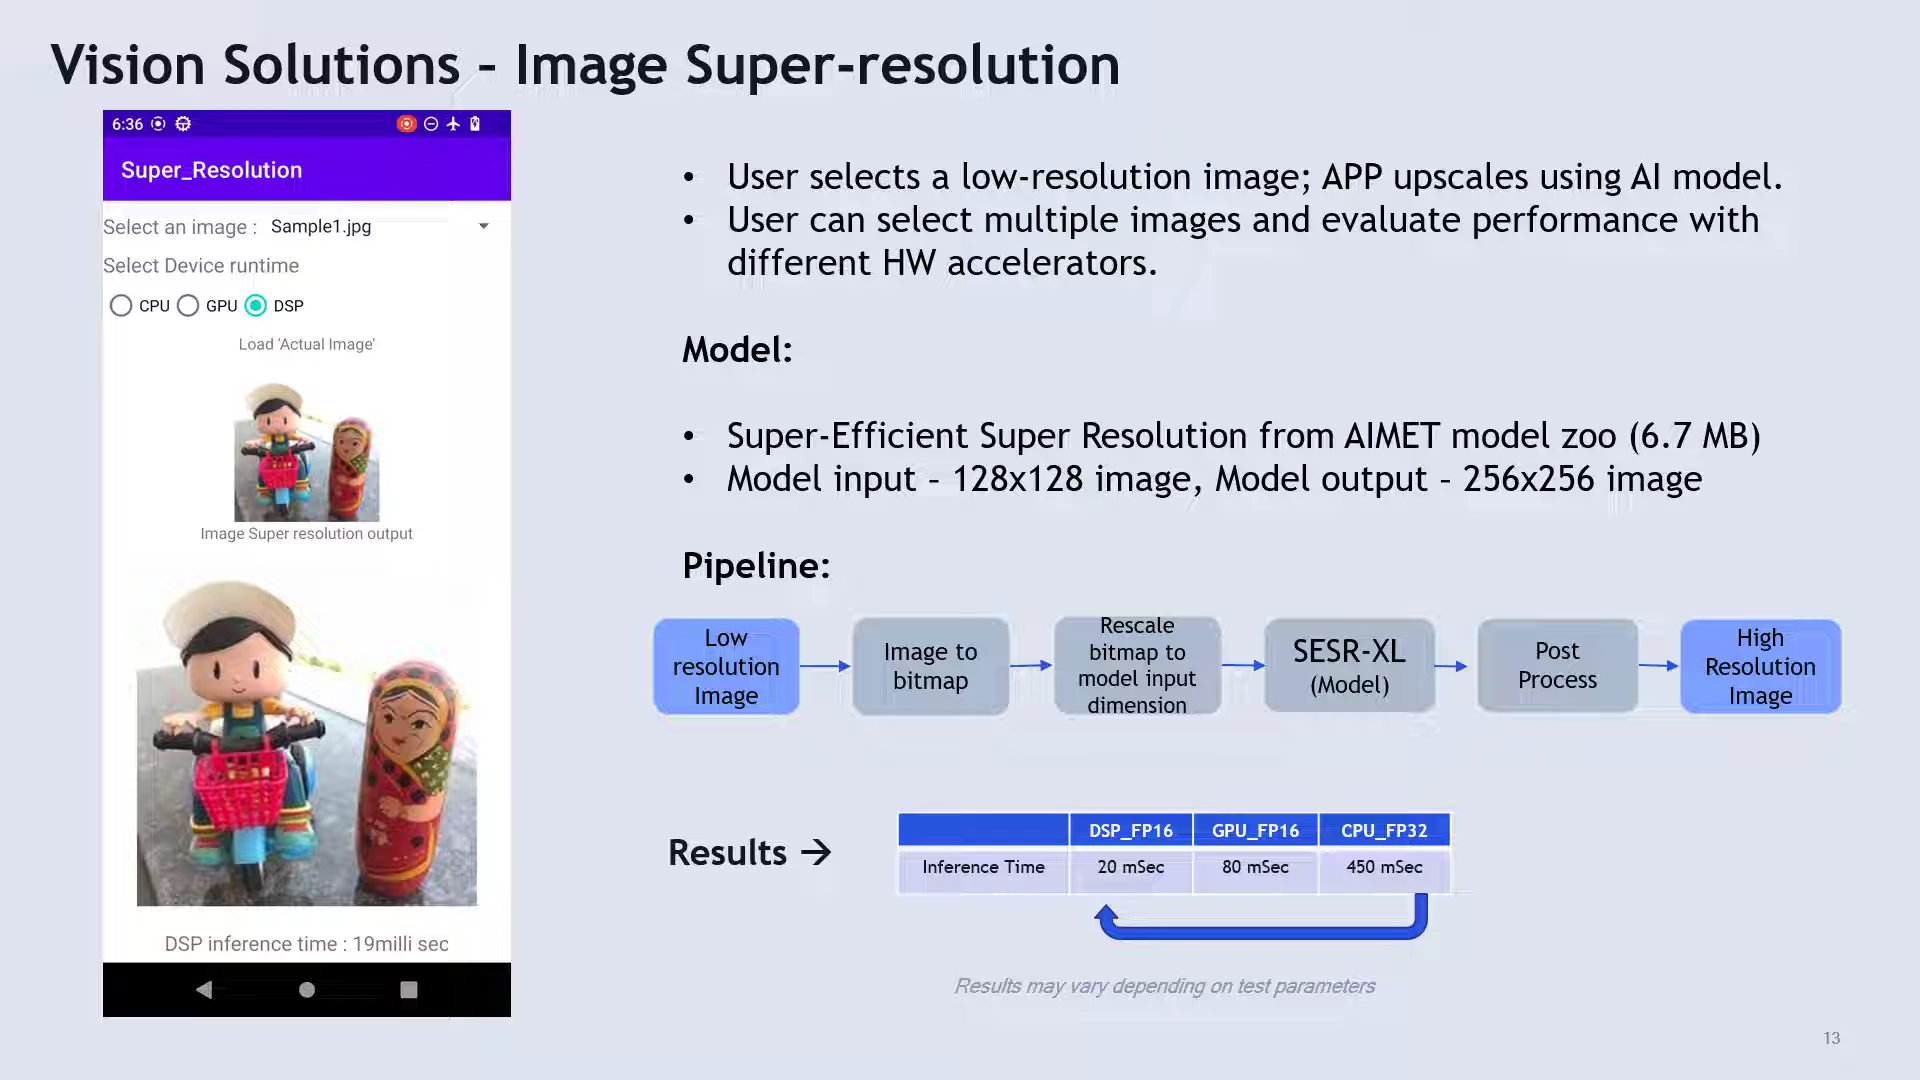 Vision Solutions – Image Super-resolution
6:36
Super_Resolution
Select an image : Sample1.jpg
Select Device runtime
CPU GPU DSP
Load 'Actual Image'
Image Super resolution output
DSP inference time : 19milli sec
• User selects a low-resolution image; APP upscales using AI model.
• User can select multiple images and evaluate performance with
different HW accelerators.
Model:
• Super-Efficient Super Resolution from AIMET model zoo (6.7 MB)
• Model input – 128x128 image, Model output – 256x256 image
Pipeline:
Low
resolution
Image
Image to
bitmap
Rescale
bitmap to
model input
dimension
SESR-XL
(Model)
Post
Process
High
Resolution
Image
Results →
DSP_FP16 GPU_FP16 CPU_FP32
Inference Time 20 mSec 80 mSec 450 mSec
Results may vary depending on test parameters
13